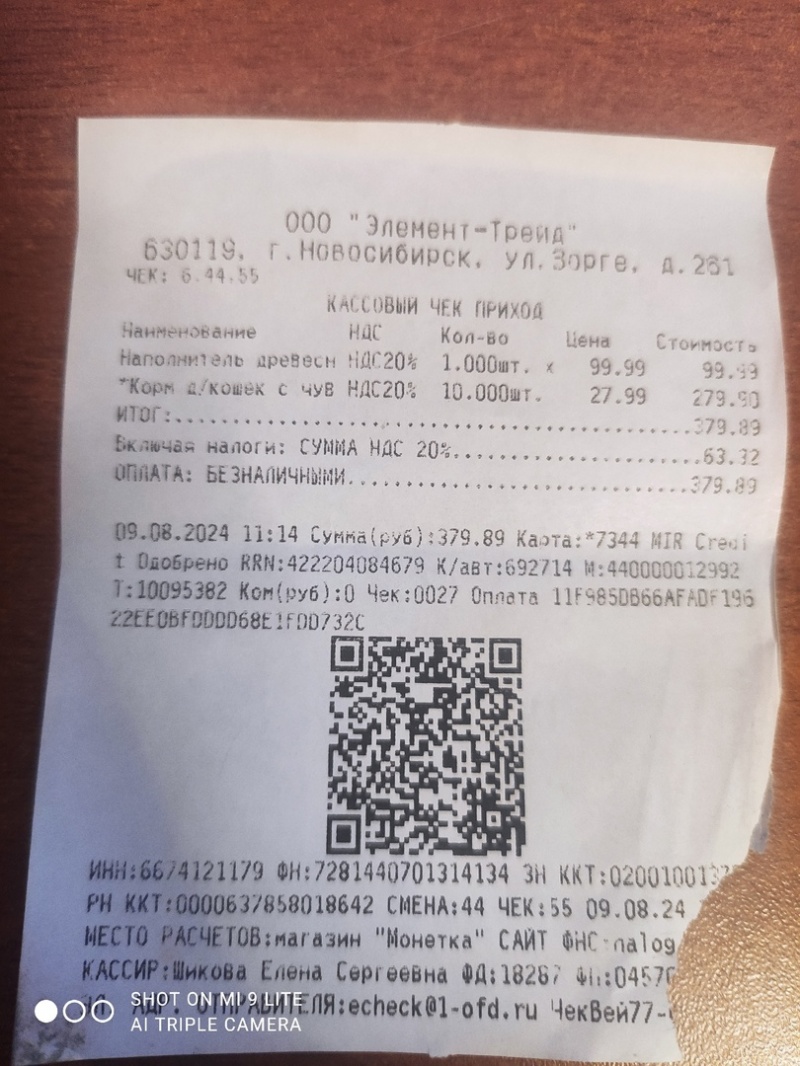 ООО "Элемент-Трейд"
630119, г.Новосибирск, ул.Зорге, д.261
ЧЕК: 6.44.55
КАССОВЫЙ ЧЕК ПРИХОД
Наименование НДС Кол-во Цена Стоимость
Наполнитель древесн НДС20% 1.000шт. x 99.99 99.99
*Корм д/кошек с чув НДС20% 10.000шт. 27.99 279.90
ИТОГ:...............................................379.89
Включая налоги: СУММА НДС 20%.......................63.32
ОПЛАТА: БЕЗНАЛИЧНЫМИ................................379.89
09.08.2024 11:14 Сумма(руб):379.89 Карта:*7344 MIR Credi
t Одобрено RRN:422204084679 К/авт:692714 М:440000012992
Т:10095382 Ком(руб):0 Чек:0027 Оплата 11F985DB66AFADF196
22EE0BFDDDD68E1FDD732C
ИНН:6674121179 ФН:7281440701314134 ЗН ККТ:0200100137
РН ККТ:0000637858018642 СМЕНА:44 ЧЕК:55 09.08.24
МЕСТО РАСЧЕТОВ:магазин "Монетка" САЙТ ФНС:nalog
КАССИР:Шикова Елена Сергеевна ФД:18287 ФП:04570
ЭЛ. АДР. ОТПРАВИТЕЛЯ:echeck@1-ofd.ru ЧекВей77-
SHOT ON MI 9 LITE
AI TRIPLE CAMERA